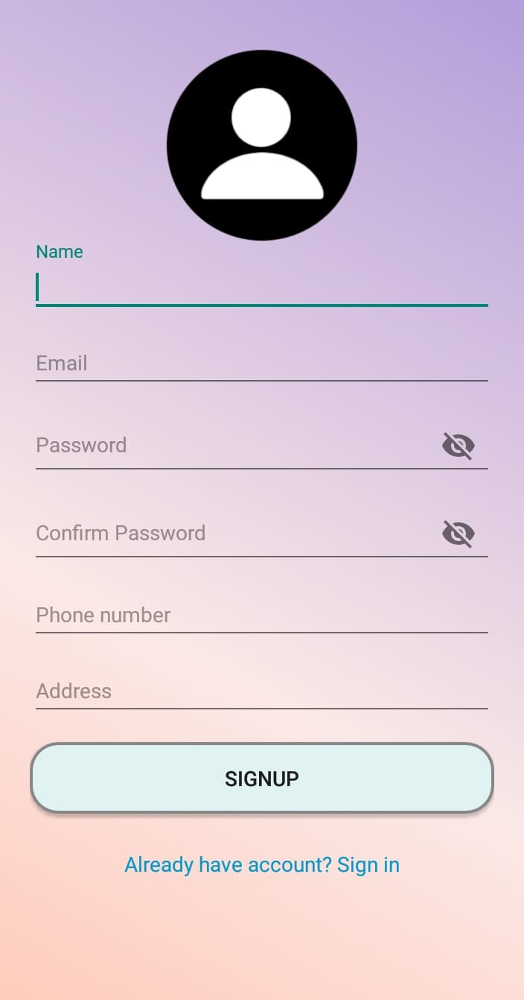 Name
Email
Password
Confirm Password
Phone number
Address
SIGNUP
Already have account? Sign in